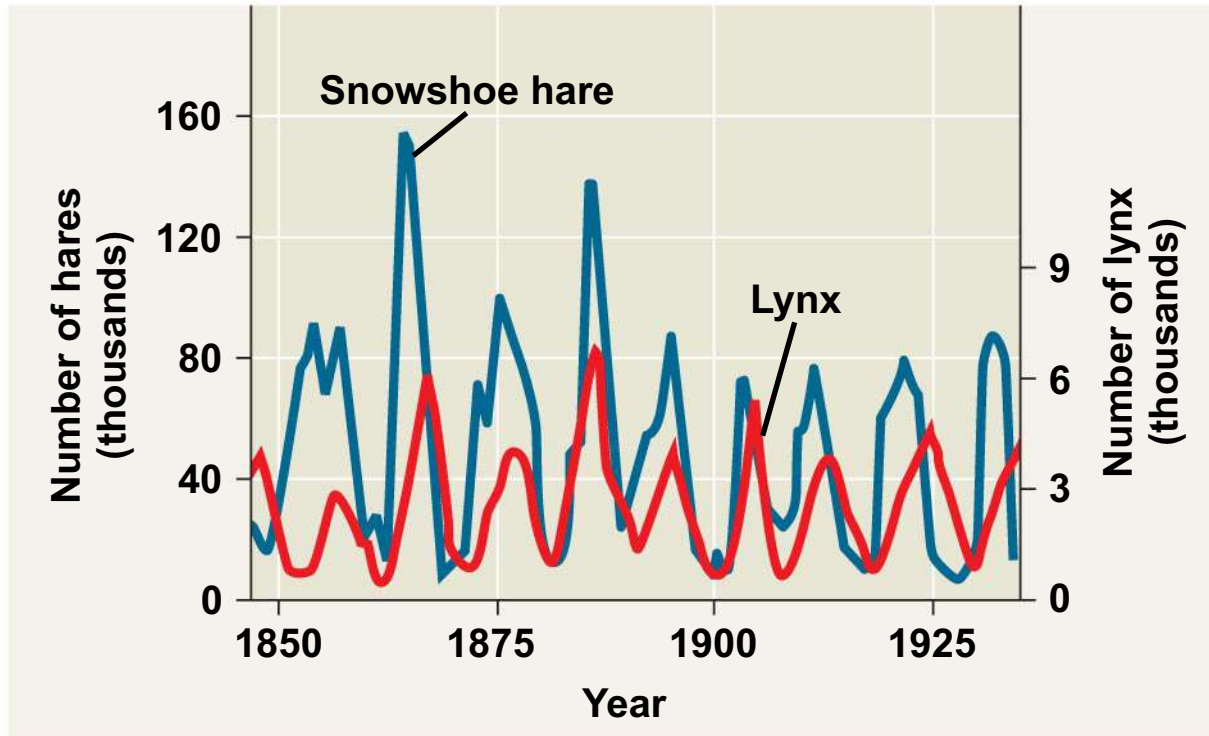 Snowshoe hare
Lynx
Number of hares
(thousands)
160
120
80
40
0
Number of lynx
(thousands)
9
6
3
0
1850
1875
1900
1925
Year